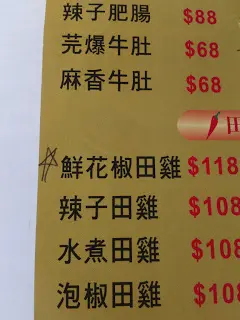 辣子肥腸 $88
芫爆牛肚 $68
麻香牛肚 $68
田
鮮花椒田雞 $118
辣子田雞 $108
水煮田雞 $108
泡椒田雞 $108